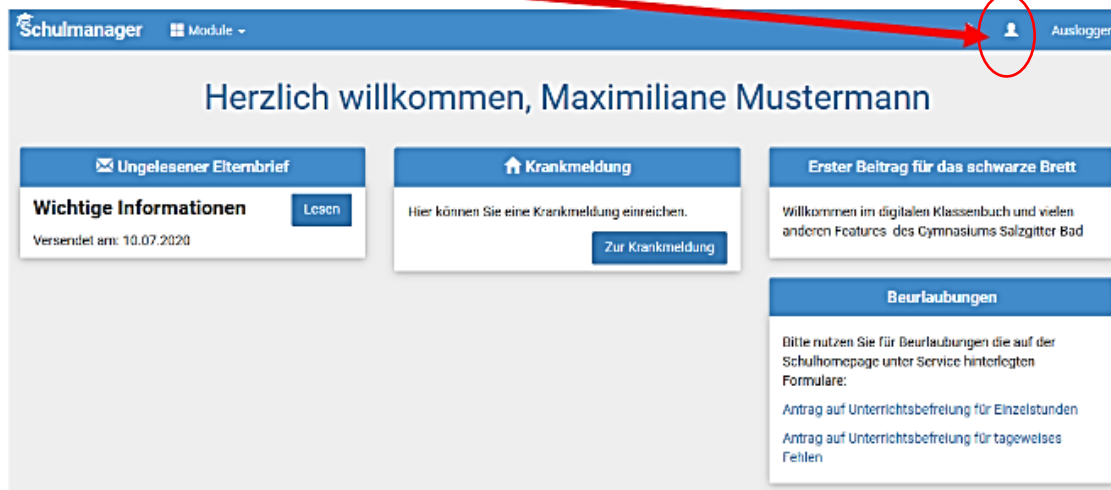 Schulmanager Module Ausloggen
Herzlich willkommen, Maximiliane Mustermann
Ungelesener Elternbrief
Wichtige Informationen Lesen
Versendet am: 10.07.2020
Krankmeldung
Hier können Sie eine Krankmeldung einreichen.
Zur Krankmeldung
Erster Beitrag für das schwarze Brett
Willkommen im digitalen Klassenbuch und vielen
anderen Features des Gymnasiums Salzgitter Bad
Beurlaubungen
Bitte nutzen Sie für Beurlaubungen die auf der
Schulhomepage unter Service hinterlegten
Formulare:
Antrag auf Unterrichtsbefreiung für Einzelstunden
Antrag auf Unterrichtsbefreiung für tageweises
Fehlen